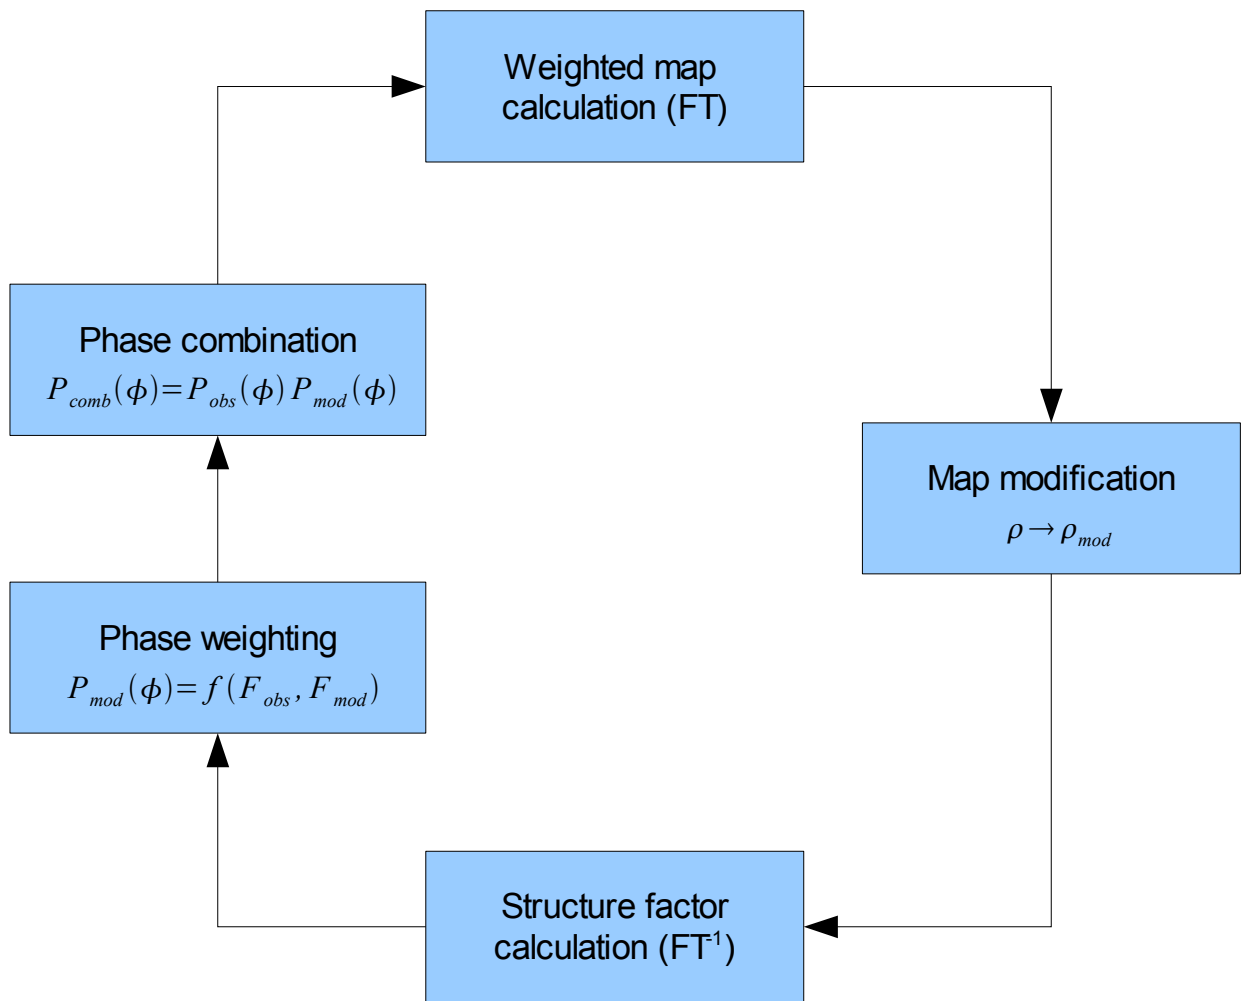 Weighted map
calculation (FT)
Phase combination
P_comb(ϕ)=P_obs(ϕ)P_mod(ϕ)
Map modification
ρ→ρ_mod
Phase weighting
P_mod(ϕ)=f(F_obs,F_mod)
Structure factor
calculation (FT⁻¹)